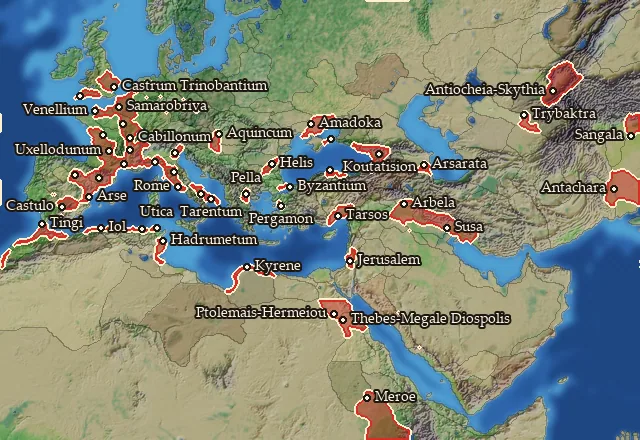 Castrum Trinobantium
Antiocheia-Skythia
Venellium
Samarobriva
Trybaktra
Amadoka
Cabillonum
Aquincum
Sangala
Uxellodunum
Helis
Koutatision
Arsarata
Pella
Rome
Byzantium
Antachara
Arse
Castulo
Utica
Tarentum
Pergamon
Tarsos
Arbela
Tingi
Iol
Susa
Hadrumetum
Kyrene
Jerusalem
Ptolemais-Hermeiou
Thebes-Megale Diospolis
Meroe